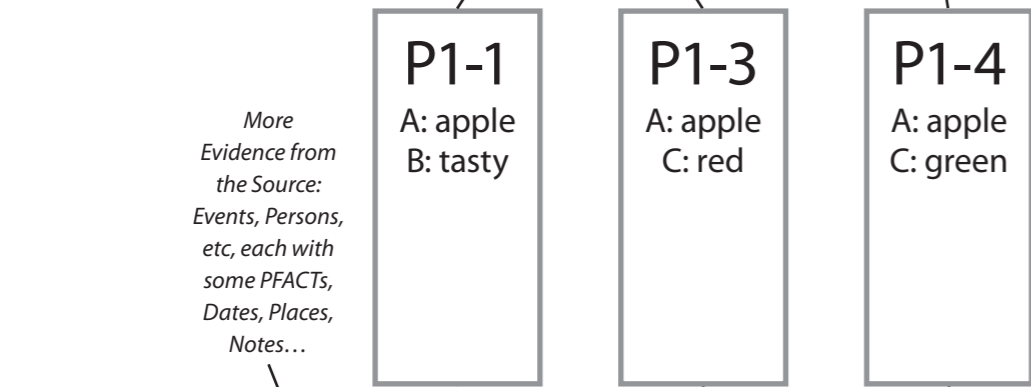 More
Evidence from
the Source:
Events, Persons,
etc, each with
some PFACTs,
Dates, Places,
Notes…
P1-1
A: apple
B: tasty
P1-3
A: apple
C: red
P1-4
A: apple
C: green